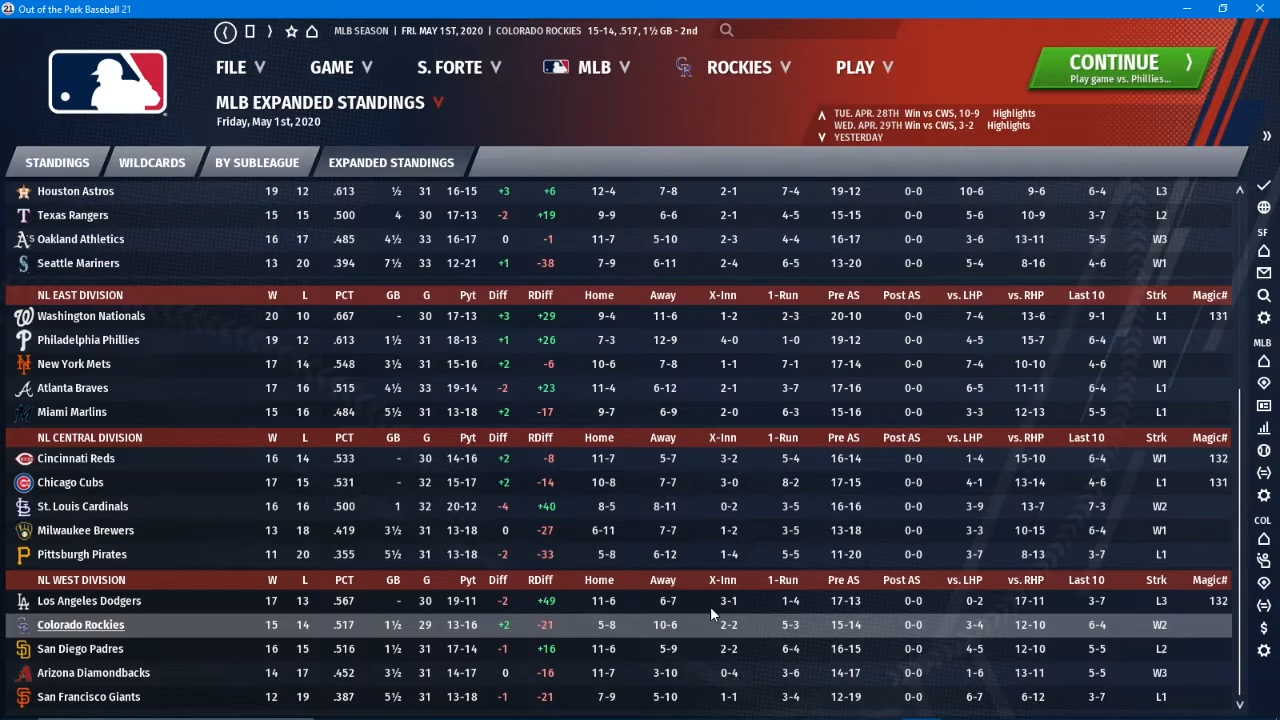 Out of the Park Baseball 21
MLB SEASON | FRI. MAY 1ST, 2020 | COLORADO ROCKIES 15-14, .517, 1½ GB - 2nd
FILE GAME S. FORTE MLB ROCKIES PLAY
CONTINUE
Play game vs. Phillies...
MLB EXPANDED STANDINGS
Friday, May 1st, 2020
TUE. APR. 28TH Win vs CWS, 10-9 Highlights
WED. APR. 29TH Win vs CWS, 3-2 Highlights
YESTERDAY
STANDINGS WILDCARDS BY SUBLEAGUE EXPANDED STANDINGS
Houston Astros 19 12 .613 ½ 31 16-15 +3 +6 12-4 7-8 2-1 7-4 19-12 0-0 10-6 9-6 6-4 L3
Texas Rangers 15 15 .500 4 30 17-13 -2 +19 9-9 6-6 2-1 4-5 15-15 0-0 5-6 10-9 3-7 L2
Oakland Athletics 16 17 .485 4½ 33 16-17 0 -1 11-7 5-10 2-3 4-4 16-17 0-0 3-6 13-11 5-5 W3
Seattle Mariners 13 20 .394 7½ 33 12-21 +1 -38 7-9 6-11 2-4 6-5 13-20 0-0 5-4 8-16 4-6 W1
NL EAST DIVISION W L PCT GB G Pyt Diff RDiff Home Away X-Inn 1-Run Pre AS Post AS vs. LHP vs. RHP Last 10 Strk Magic#
Washington Nationals 20 10 .667 - 30 17-13 +3 +29 9-4 11-6 1-2 2-3 20-10 0-0 7-4 13-6 9-1 L1 131
Philadelphia Phillies 19 12 .613 1½ 31 18-13 +1 +26 7-3 12-9 4-0 1-0 19-12 0-0 4-5 15-7 6-4 W1
New York Mets 17 14 .548 3½ 31 15-16 +2 -6 10-6 7-8 1-1 7-1 17-14 0-0 7-4 10-10 4-6 W1
Atlanta Braves 17 16 .515 4½ 33 19-14 -2 +23 11-4 6-12 2-1 3-7 17-16 0-0 6-5 11-11 6-4 L1
Miami Marlins 15 16 .484 5½ 31 13-18 +2 -17 9-7 6-9 2-0 6-3 15-16 0-0 3-3 12-13 5-5 L1
NL CENTRAL DIVISION W L PCT GB G Pyt Diff RDiff Home Away X-Inn 1-Run Pre AS Post AS vs. LHP vs. RHP Last 10 Strk Magic#
Cincinnati Reds 16 14 .533 - 30 14-16 +2 -8 11-7 5-7 3-2 5-4 16-14 0-0 1-4 15-10 6-4 W1 132
Chicago Cubs 17 15 .531 - 32 15-17 +2 -14 10-8 7-7 3-0 8-2 17-15 0-0 4-1 13-14 4-6 L1 131
St. Louis Cardinals 16 16 .500 1 32 20-12 -4 +40 8-5 8-11 0-2 3-5 16-16 0-0 3-9 13-7 7-3 W2
Milwaukee Brewers 13 18 .419 3½ 31 13-18 0 -27 6-11 7-7 1-2 3-5 13-18 0-0 3-3 10-15 6-4 W1
Pittsburgh Pirates 11 20 .355 5½ 31 13-18 -2 -33 5-8 6-12 1-4 5-5 11-20 0-0 3-7 8-13 3-7 L1
NL WEST DIVISION W L PCT GB G Pyt Diff RDiff Home Away X-Inn 1-Run Pre AS Post AS vs. LHP vs. RHP Last 10 Strk Magic#
Los Angeles Dodgers 17 13 .567 - 30 19-11 -2 +49 11-6 6-7 3-1 1-4 17-13 0-0 0-2 17-11 3-7 L3 132
Colorado Rockies 15 14 .517 1½ 29 13-16 +2 -21 5-8 10-6 2-2 5-3 15-14 0-0 3-4 12-10 6-4 W2
San Diego Padres 16 15 .516 1½ 31 17-14 -1 +16 11-6 5-9 2-2 6-4 16-15 0-0 4-5 12-10 5-5 L2
Arizona Diamondbacks 14 17 .452 3½ 31 14-17 0 -16 11-7 3-10 0-4 3-6 14-17 0-0 1-6 13-11 5-5 W3
San Francisco Giants 12 19 .387 5½ 31 13-18 -1 -21 7-9 5-10 1-1 3-4 12-19 0-0 6-7 6-12 3-7 L1
SF
MLB
COL